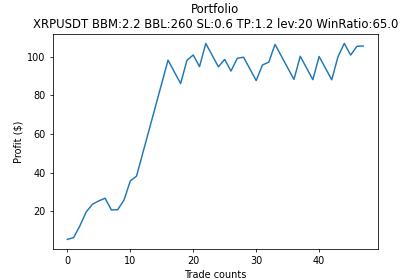 Portfolio
XRPUSDT BBM:2.2 BBL:260 SL:0.6 TP:1.2 lev:20 WinRatio:65.0
100
80
60
40
20
Profit ($)
0
10
20
30
40
Trade counts